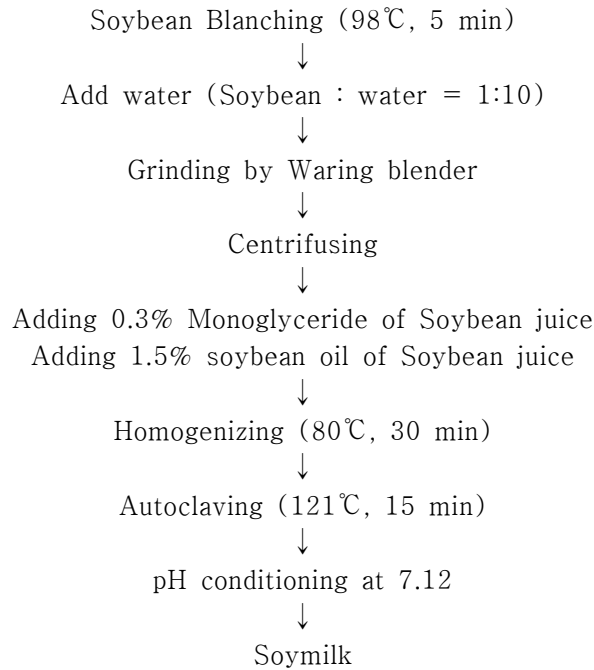 Soybean Blanching (98℃, 5 min)
↓
Add water (Soybean : water = 1:10)
↓
Grinding by Waring blender
↓
Centrifusing
↓
Adding 0.3% Monoglyceride of Soybean juice
Adding 1.5% soybean oil of Soybean juice
↓
Homogenizing (80℃, 30 min)
↓
Autoclaving (121℃, 15 min)
↓
pH conditioning at 7.12
↓
Soymilk